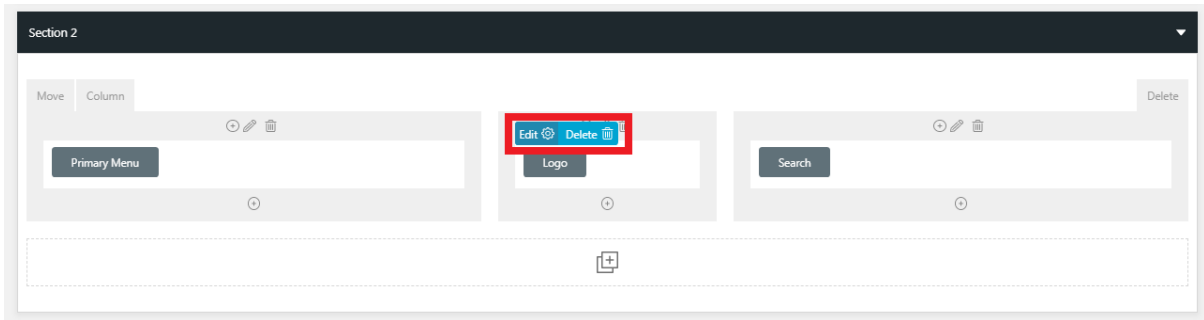 Section 2
Move Column Delete
Edit Delete
Primary Menu Logo Search